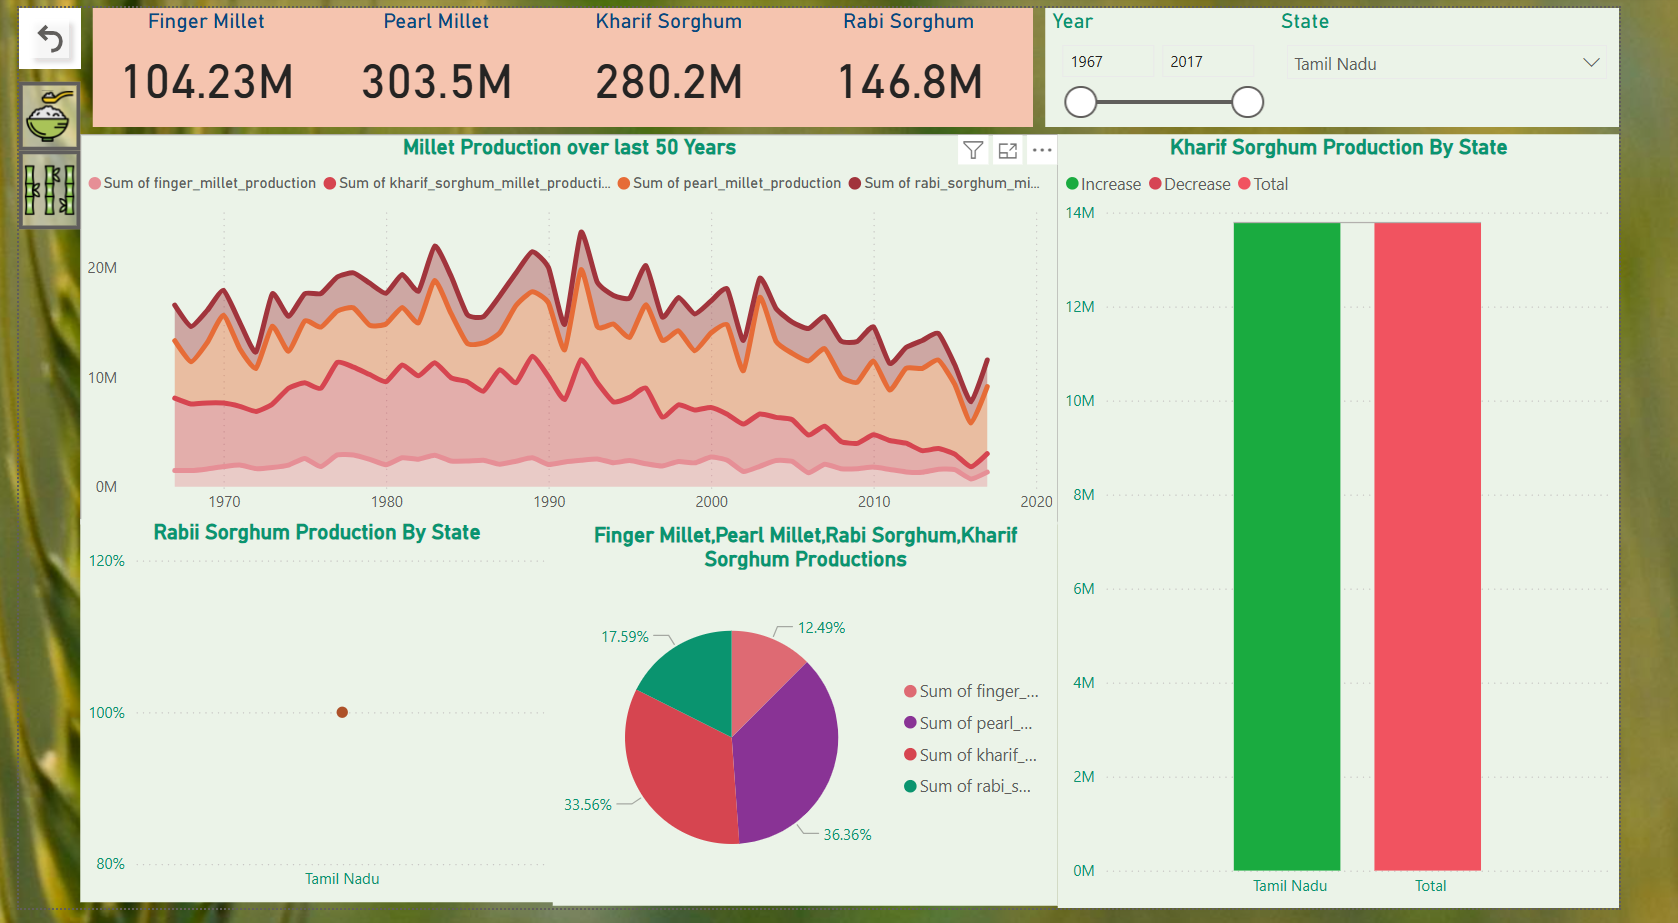 Finger Millet
Pearl Millet
Kharif Sorghum
Rabi Sorghum
104.23M
303.5M
280.2M
146.8M
Year
State
1967
2017
Tamil Nadu
Millet Production over last 50 Years
Sum of finger_millet_production
Sum of kharif_sorghum_millet_producti...
Sum of pearl_millet_production
Sum of rabi_sorghum_mi...
20M
10M
0M
1970
1980
1990
2000
2010
2020
Kharif Sorghum Production By State
Increase
Decrease
Total
14M
12M
10M
8M
6M
4M
2M
0M
Tamil Nadu
Total
Rabii Sorghum Production By State
120%
100%
80%
Tamil Nadu
Finger Millet,Pearl Millet,Rabi Sorghum,Kharif
Sorghum Productions
17.59%
12.49%
33.56%
36.36%
Sum of finger_...
Sum of pearl_...
Sum of kharif_...
Sum of rabi_s...